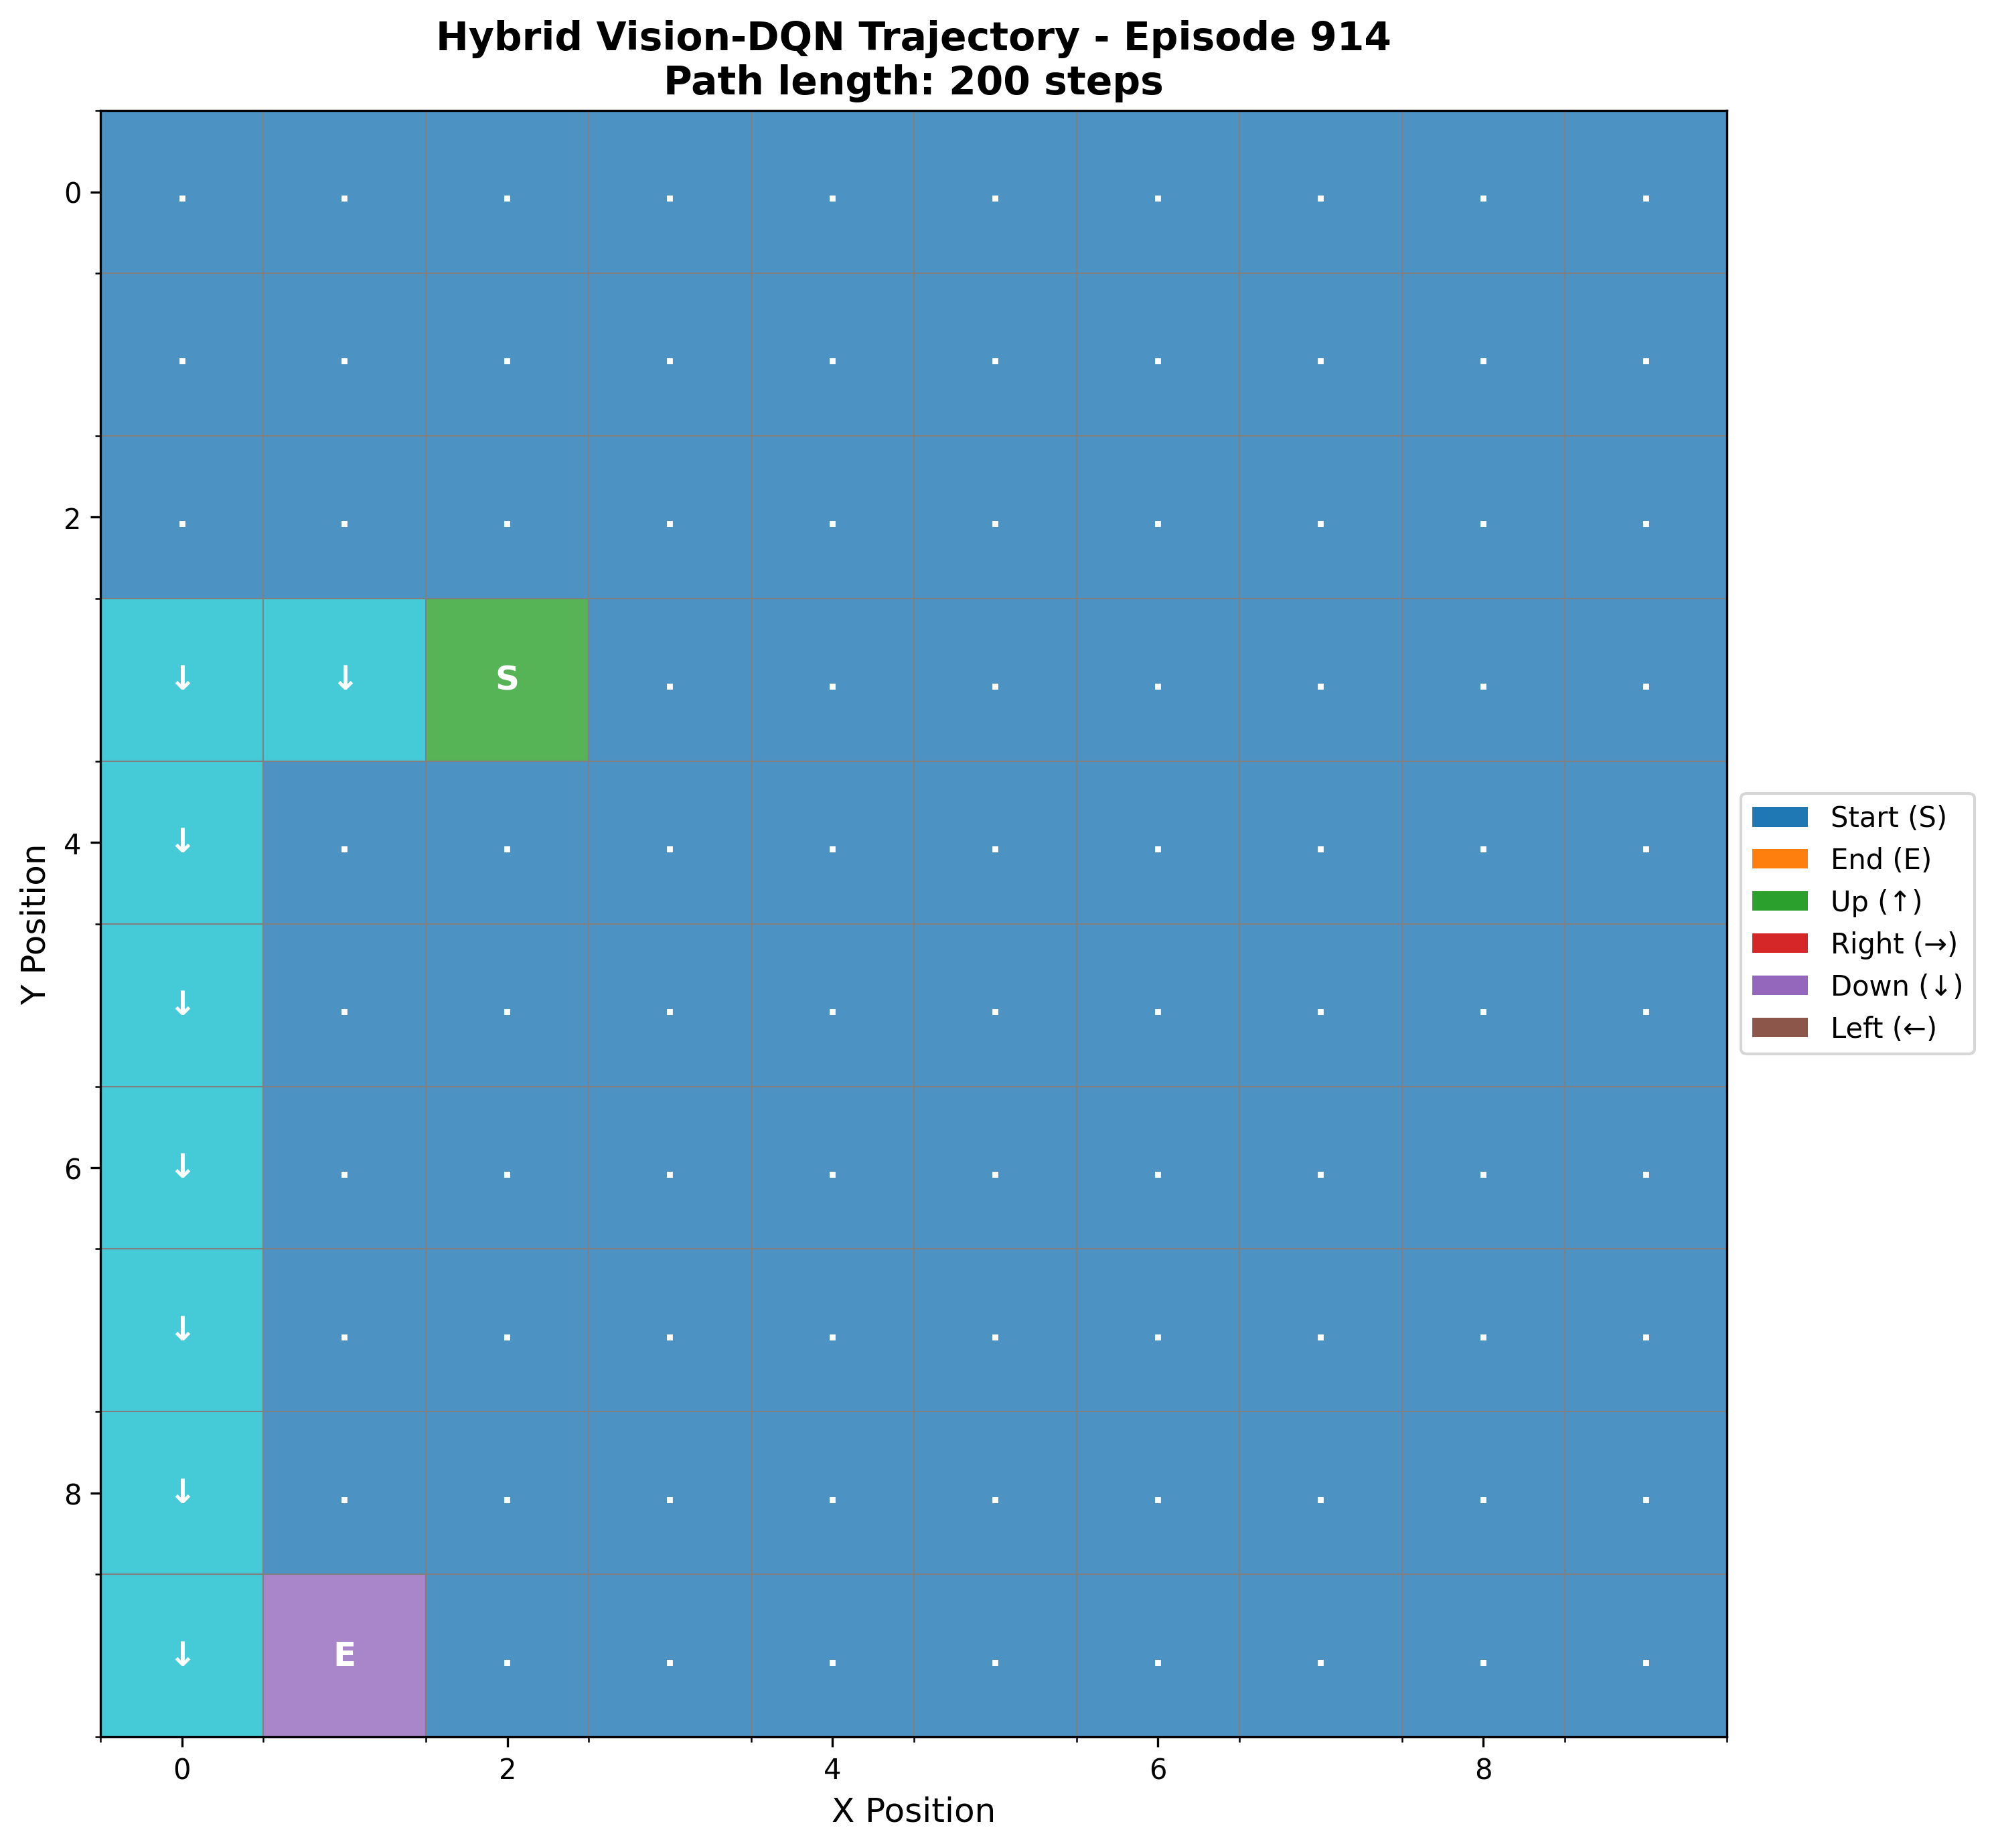 Hybrid Vision-DQN Trajectory - Episode 914
Path length: 200 steps
0
. . . . . . . . . .
. . . . . . . . . .
2
. . . . . . . . . .
↓ ↓ S . . . . . . .
4
↓ . . . . . . . . .
↓ . . . . . . . . .
6
↓ . . . . . . . . .
↓ . . . . . . . . .
8
↓ . . . . . . . . .
↓ E . . . . . . . .
0 2 4 6 8
X Position
Y Position
Start (S)
End (E)
Up (↑)
Right (→)
Down (↓)
Left (←)